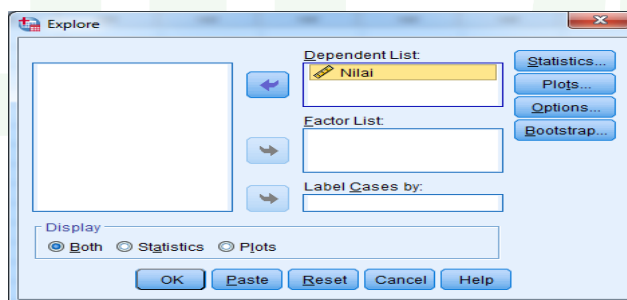 Explore
Dependent List:
Nilai
Factor List:
Label Cases by:
Statistics...
Plots...
Options...
Bootstrap...
Display
Both Statistics Plots
OK Paste Reset Cancel Help